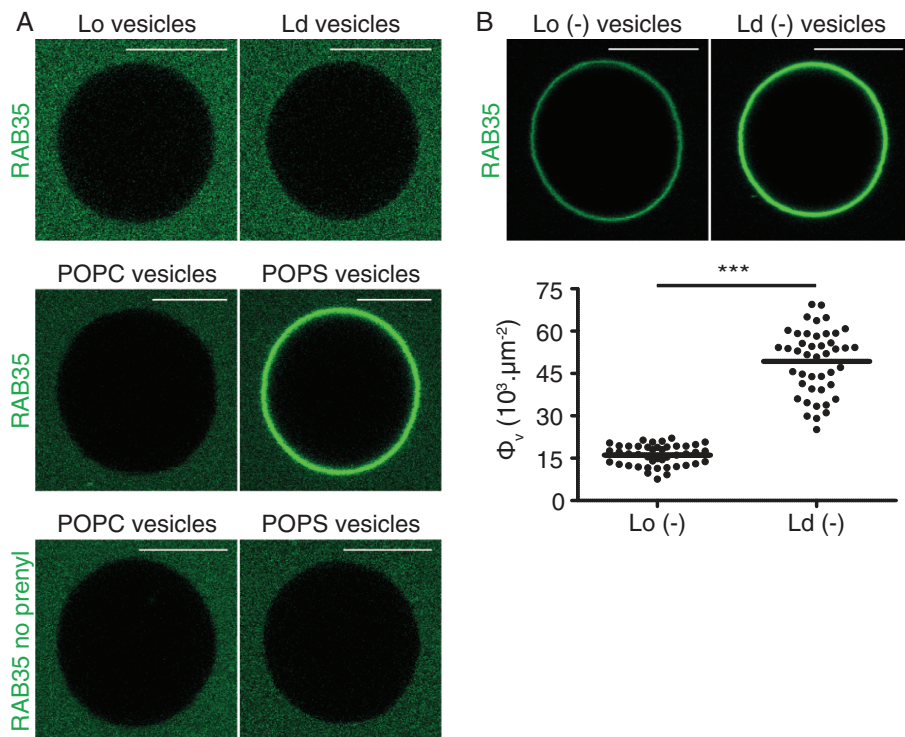 A
Lo vesicles Ld vesicles
RAB35
POPC vesicles POPS vesicles
RAB35
POPC vesicles POPS vesicles
RAB35 no prenyl
B
Lo (-) vesicles Ld (-) vesicles
RAB35
***
Φv (10³.µm⁻²)
75
60
45
30
15
0
Lo (-) Ld (-)